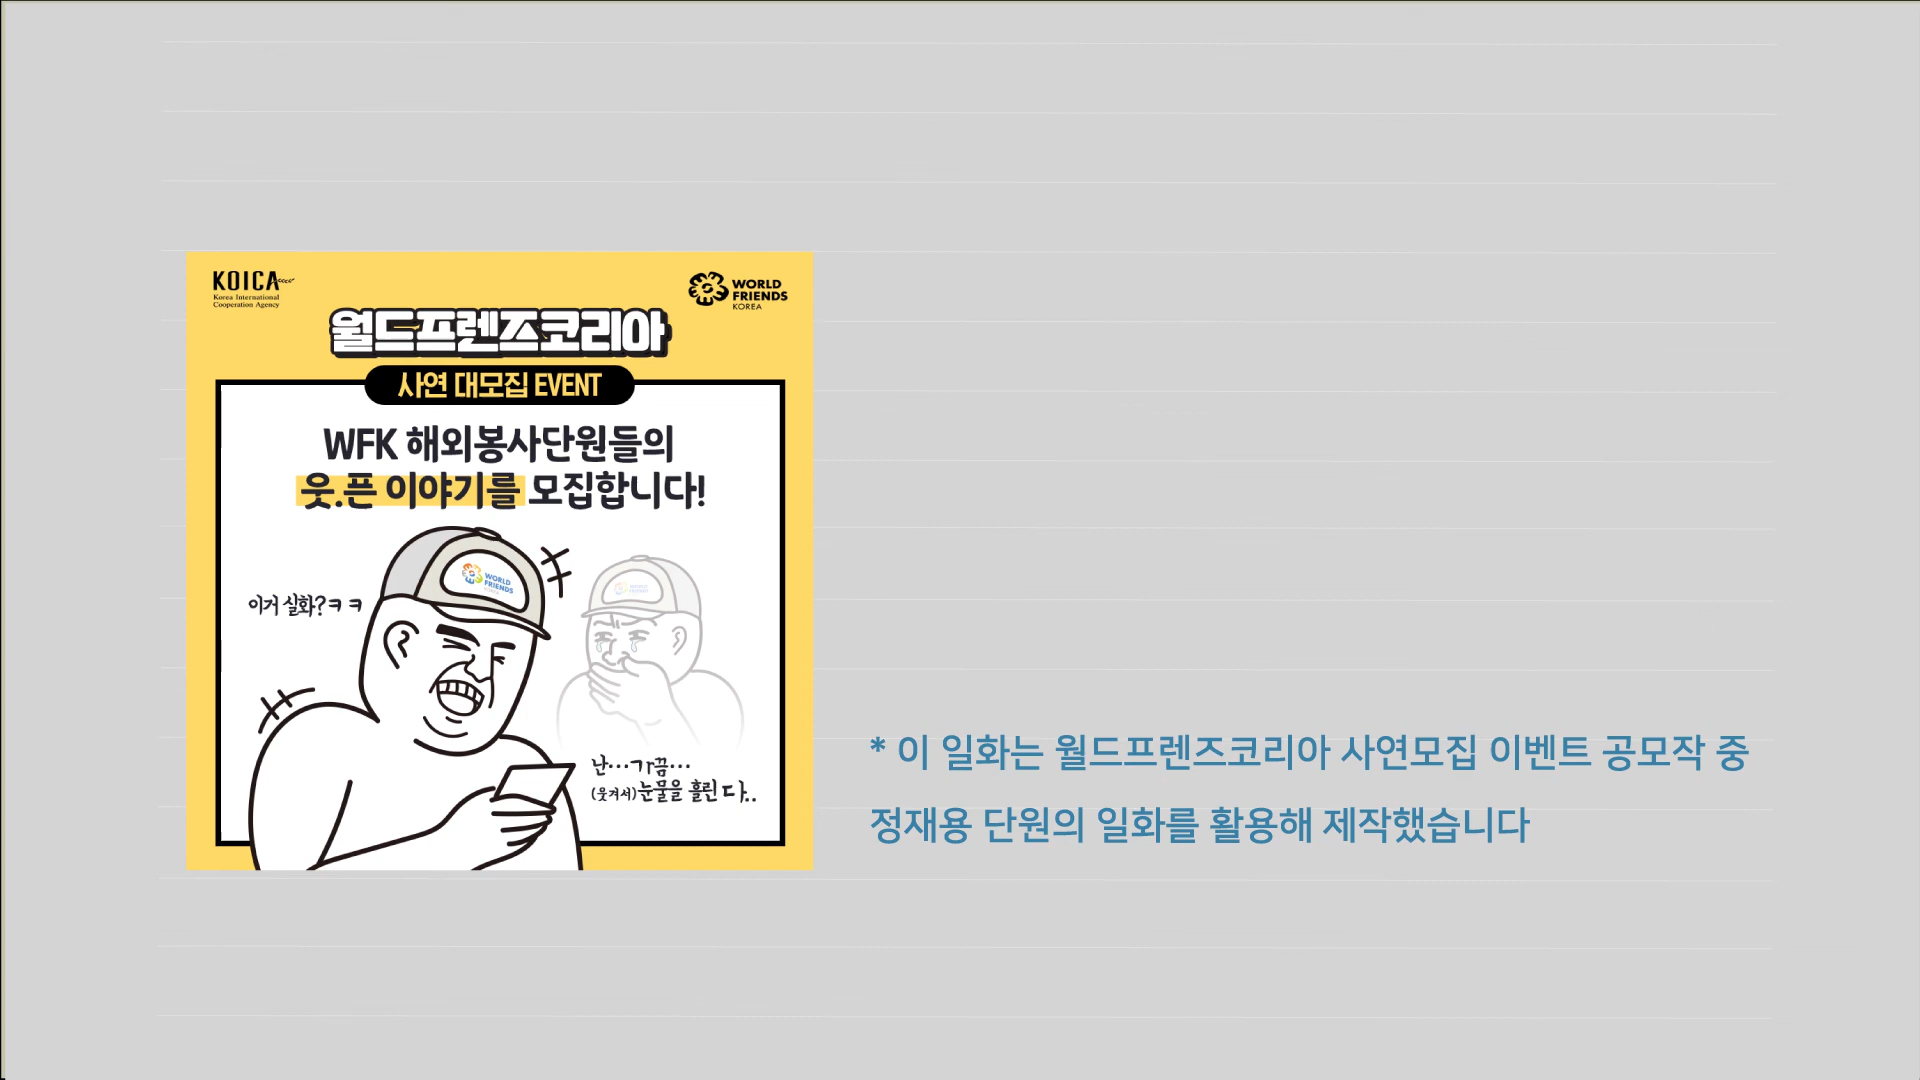 KOICA
Korea International
Cooperation Agency
WORLD
FRIENDS
KOREA
월드프렌즈코리아
사연 대모집 EVENT
WFK 해외봉사단원들의
웃.픈 이야기를 모집합니다!
WORLD
FRIENDS
KOREA
이거 실화?ㅋㅋ
난···가끔···
(웃겨서)눈물을 흘린다..
* 이 일화는 월드프렌즈코리아 사연모집 이벤트 공모작 중
정재용 단원의 일화를 활용해 제작했습니다